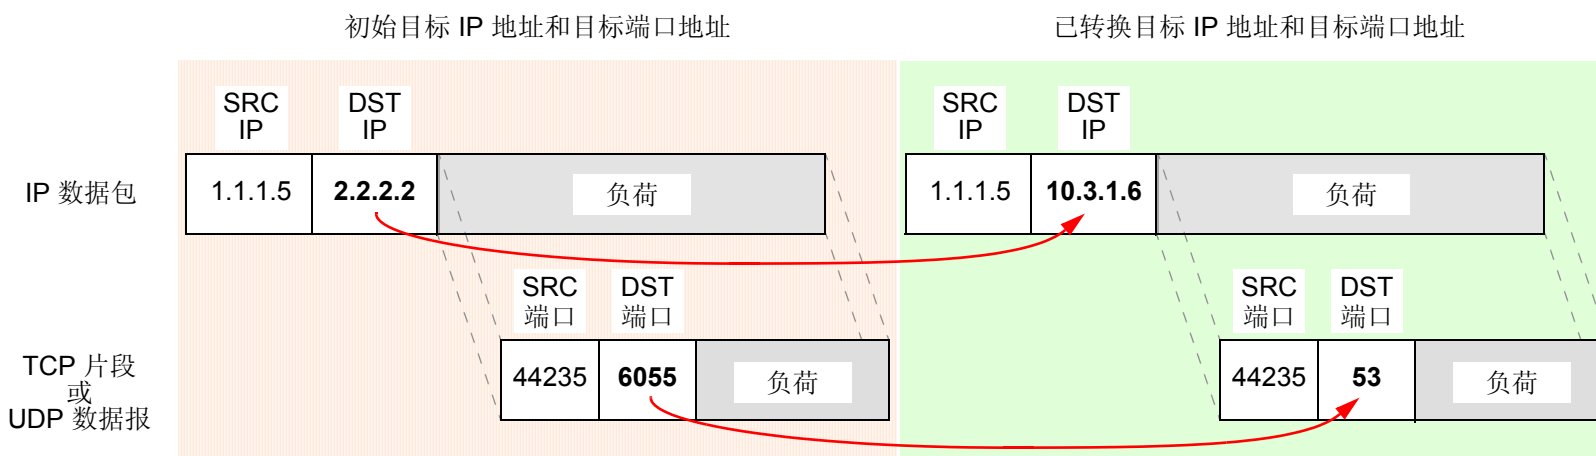 初始目标 IP 地址和目标端口地址
已转换目标 IP 地址和目标端口地址
SRC IP
DST IP
SRC IP
DST IP
IP 数据包
1.1.1.5
2.2.2.2
负荷
1.1.1.5
10.3.1.6
负荷
SRC 端口
DST 端口
SRC 端口
DST 端口
TCP 片段
或
UDP 数据报
44235
6055
负荷
44235
53
负荷